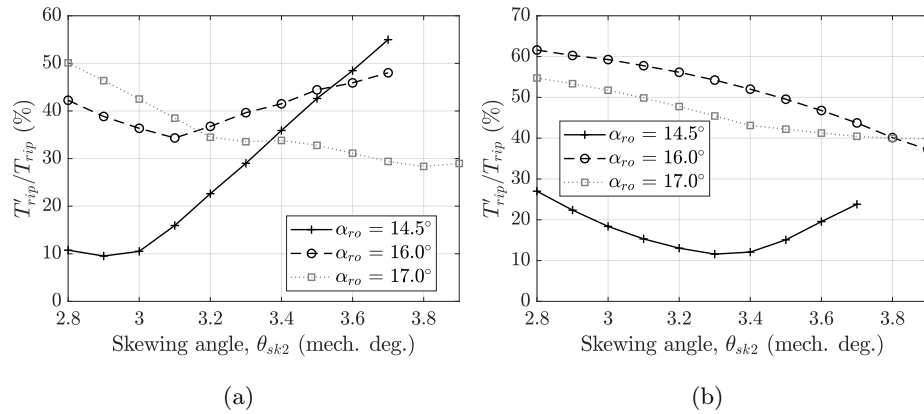 60
50
40
30
20
10
0
T'rip/Trip (%)
2.8 3 3.2 3.4 3.6 3.8
Skewing angle, θsk2 (mech. deg.)
αro = 14.5°
αro = 16.0°
αro = 17.0°
(a)
70
60
50
40
30
20
10
0
T'rip/Trip (%)
2.8 3 3.2 3.4 3.6 3.8
Skewing angle, θsk2 (mech. deg.)
αro = 14.5°
αro = 16.0°
αro = 17.0°
(b)